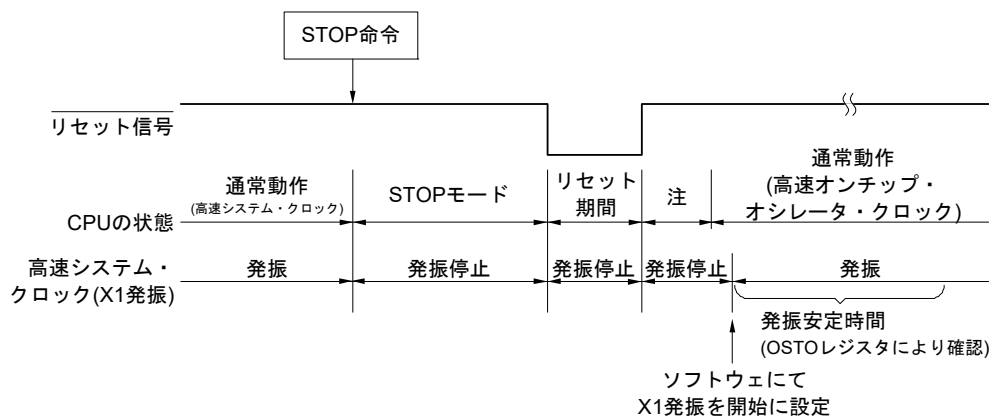 STOP命令
リセット信号
通常動作
(高速システム・クロック)
STOPモード
リセット
期間
注
通常動作
(高速オンチップ・
オシレータ・クロック)
CPUの状態
高速システム・
クロック(X1発振)
発振
発振停止
発振停止
発振停止
発振
発振安定時間
(OSTOレジスタにより確認)
ソフトウェにて
X1発振を開始に設定